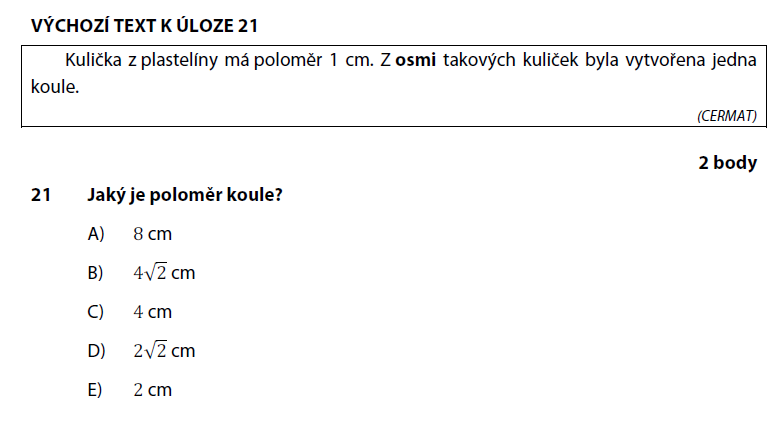 VÝCHOZÍ TEXT K ÚLOZE 21
Kulička z plastelíny má poloměr 1 cm. Z osmi takových kuliček byla vytvořena jedna
koule.
(CERMAT)
2 body
21 Jaký je poloměr koule?
A) 8 cm
B) 4√2 cm
C) 4 cm
D) 2√2 cm
E) 2 cm